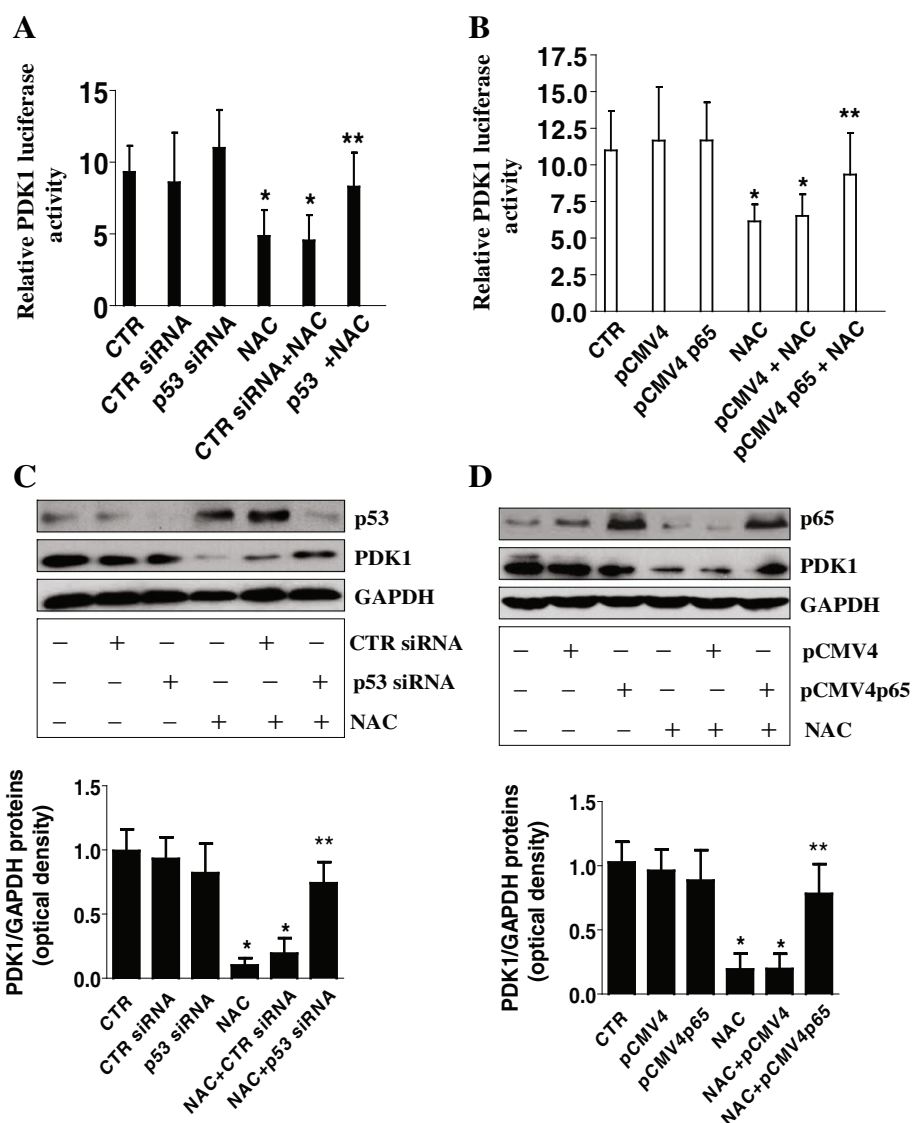 A
Relative PDK1 luciferase
activity
15
10
5
0
*
*
**
CTR
CTR siRNA
p53 siRNA
NAC
CTR siRNA+NAC
p53 +NAC
B
Relative PDK1 luciferase
activity
17.5
15.0
12.5
10.0
7.5
5.0
2.5
0.0
*
*
**
CTR
pCMV4
pCMV4 p65
NAC
pCMV4 + NAC
pCMV4 p65 + NAC
C
p53
PDK1
GAPDH
– + – – + – CTR siRNA
– – + – – + p53 siRNA
– – – + + + NAC
PDK1/GAPDH proteins
(optical density)
1.5
1.0
0.5
0.0
*
*
**
CTR
CTR siRNA
p53 siRNA
NAC
NAC+CTR siRNA
NAC+p53 siRNA
D
p65
PDK1
GAPDH
– + – – + – pCMV4
– – + – – + pCMV4p65
– – – + + + NAC
PDK1/GAPDH proteins
(optical density)
1.5
1.0
0.5
0.0
*
*
**
CTR
pCMV4
pCMV4p65
NAC
NAC+pCMV4
NAC+pCMV4p65